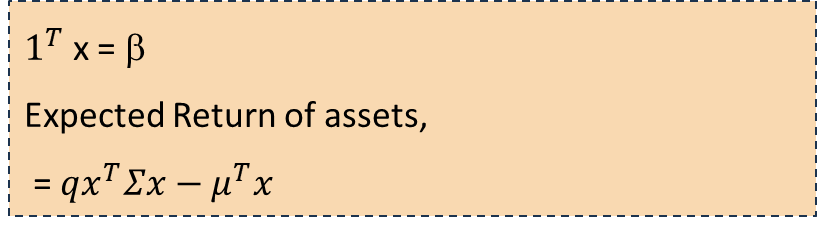 1ᵀ x = β
Expected Return of assets,
= qxᵀΣx − μᵀx